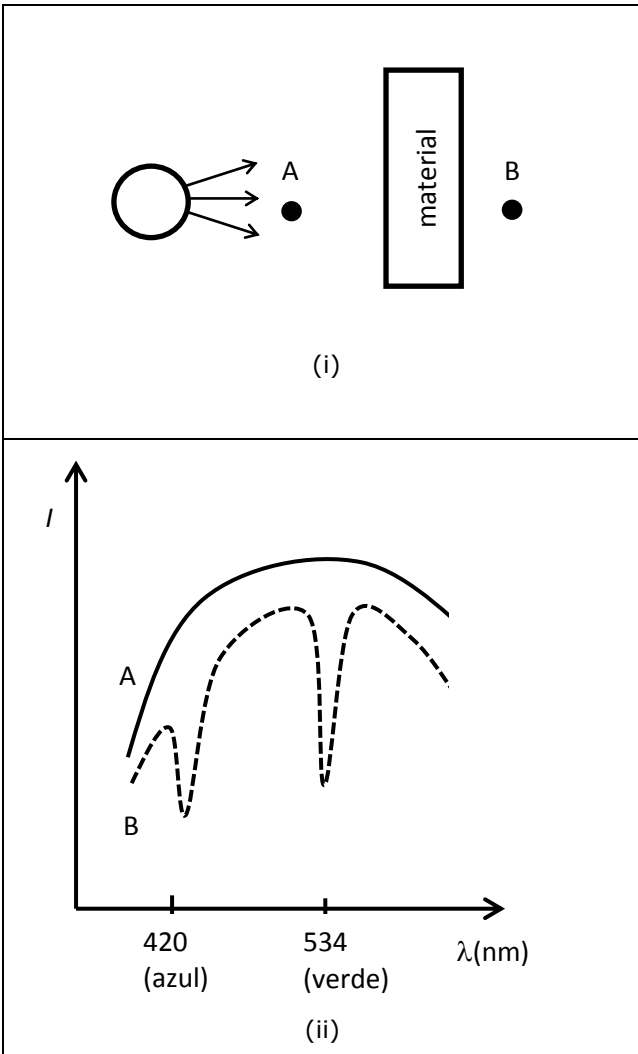 A
material
B
(i)
I
A
B
420
(azul)
534
(verde)
λ(nm)
(ii)